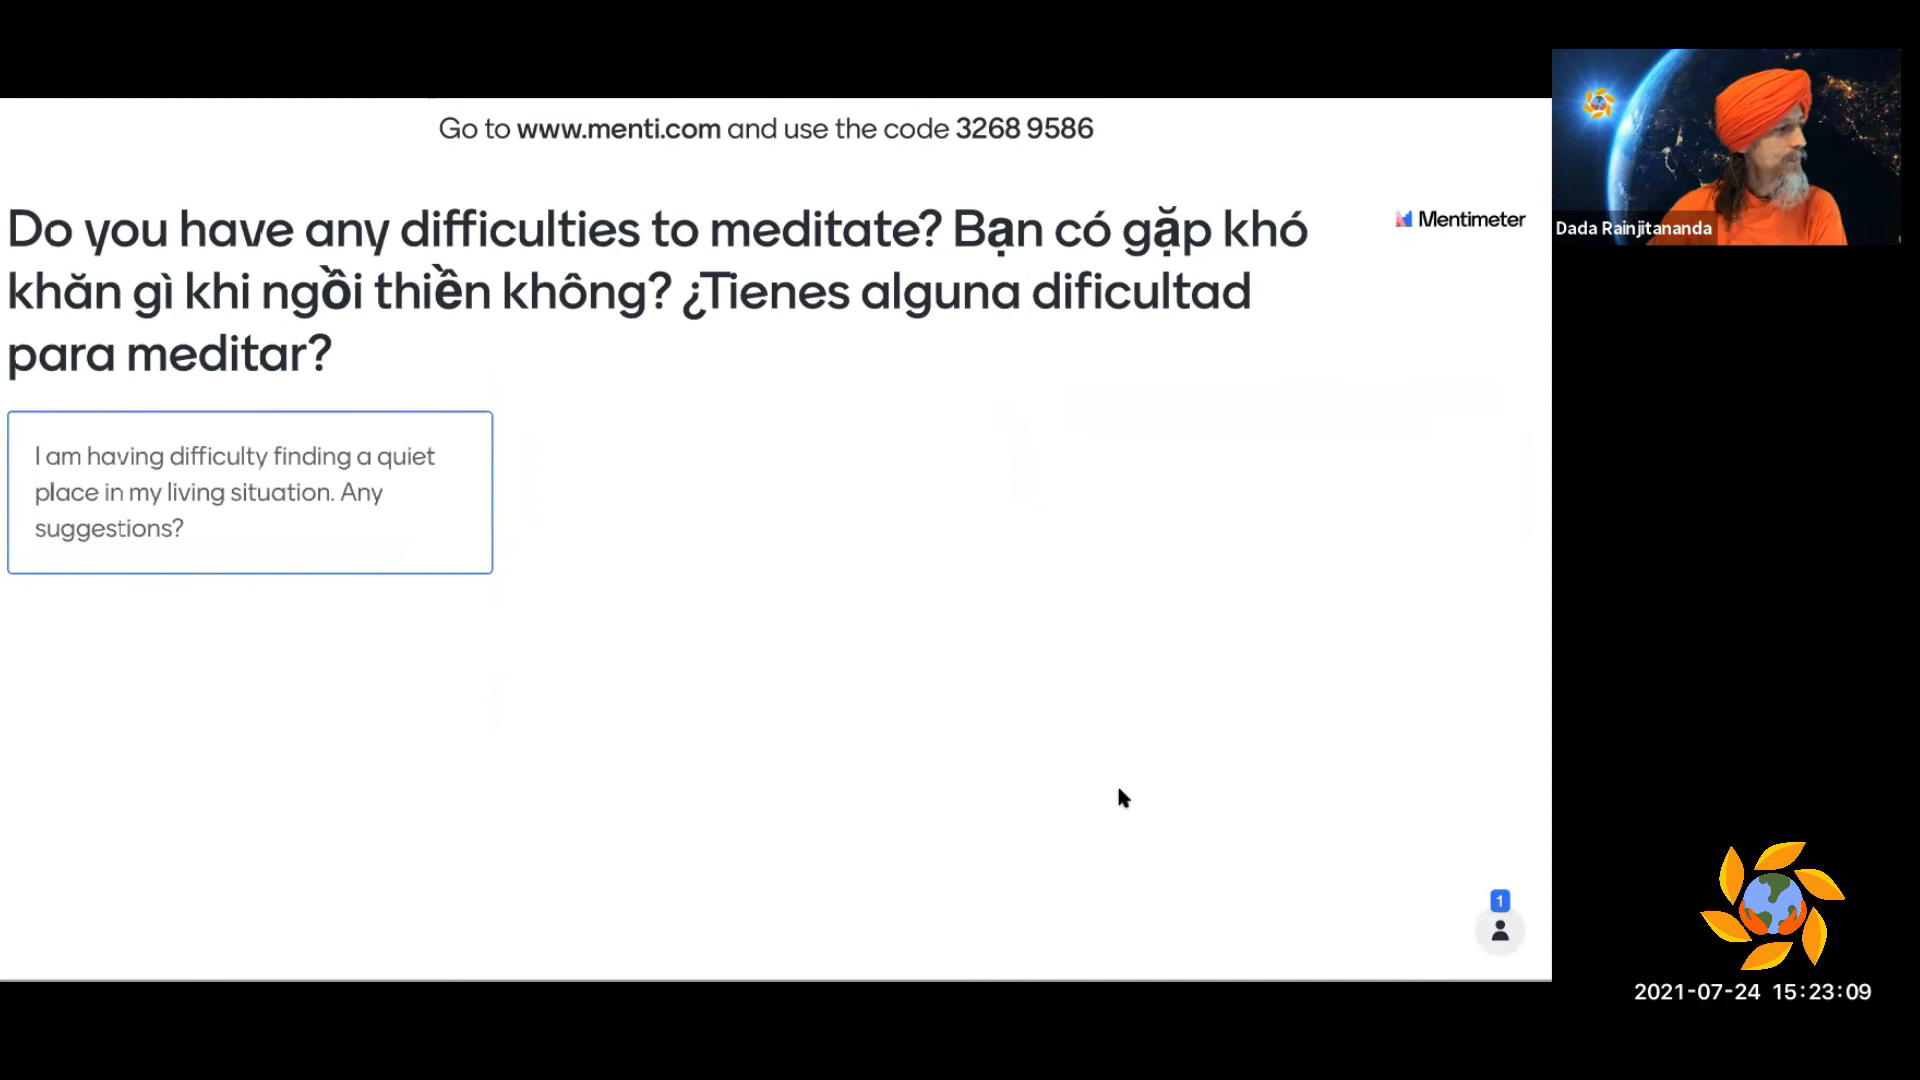 Go to www.menti.com and use the code 3268 9586
Do you have any difficulties to meditate? Bạn có gặp khó
khăn gì khi ngồi thiền không? ¿Tienes alguna dificultad
para meditar?
Mentimeter
Dada Rainjitananda
I am having difficulty finding a quiet
place in my living situation. Any
suggestions?
1
2021-07-24 15:23:09